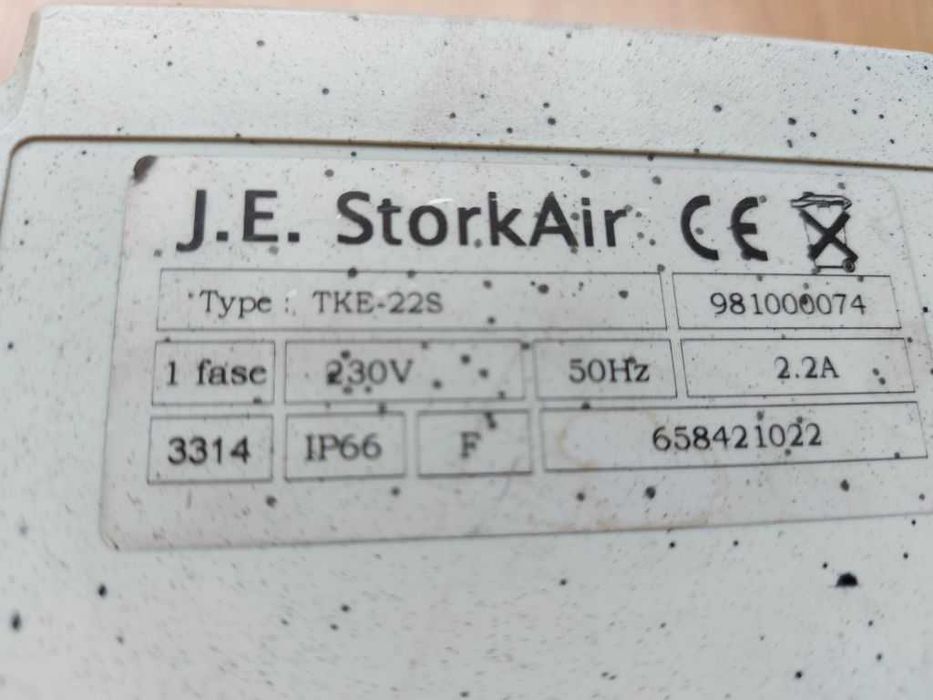 J.E. StorkAir CE
Type : TKE-22S 981000074
1 fase 230V 50Hz 2.2A
3314 IP66 F 658421022